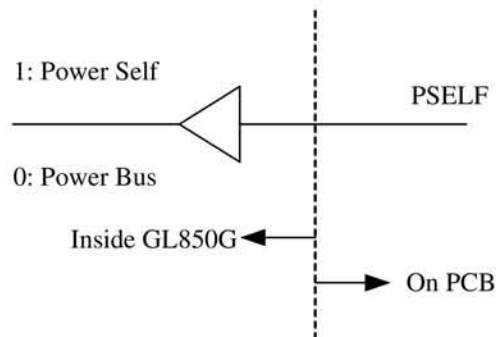 1: Power Self
PSELF
0: Power Bus
Inside GL850G
On PCB